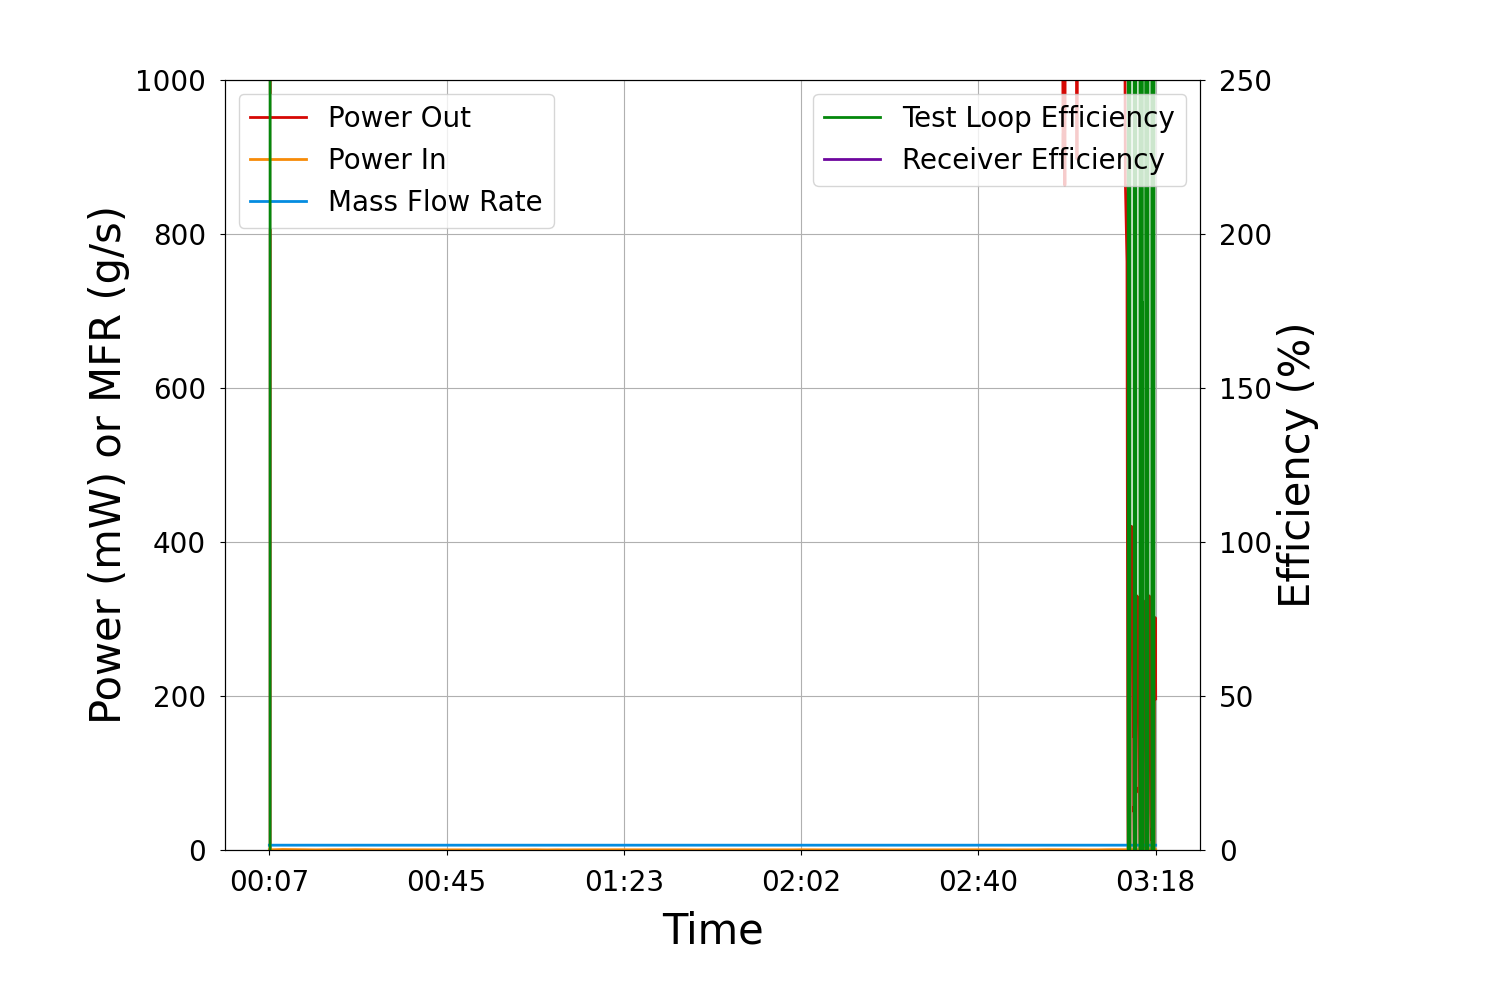 Power Out
Power In
Mass Flow Rate
Test Loop Efficiency
Receiver Efficiency
1000
800
600
400
200
0
250
200
150
100
50
0
Power (mW) or MFR (g/s)
Efficiency (%)
00:07 00:45 01:23 02:02 02:40 03:18
Time